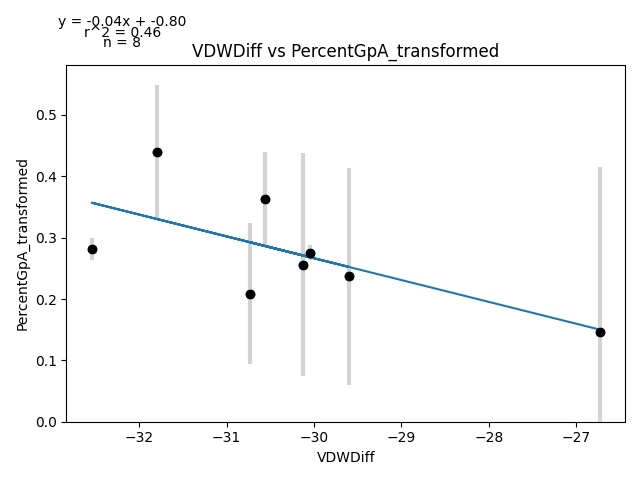 y = -0.04x + -0.80
r^2 = 0.46
n = 8
VDWDiff vs PercentGpA_transformed
PercentGpA_transformed
0.5
0.4
0.3
0.2
0.1
0.0
−32
−31
−30
−29
−28
−27
VDWDiff